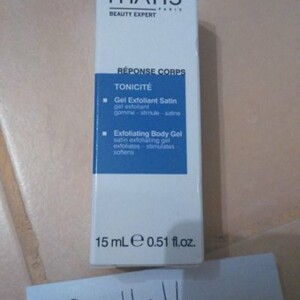 PARIS
BEAUTY EXPERT
RÉPONSE CORPS
TONICITÉ
Gel Exfoliant Satin
gel exfoliant
gomme - stimule - satine
Exfoliating Body Gel
satin exfoliating gel
exfoliates - stimulates -
softens
15 mL ℮ 0.51 fl.oz.